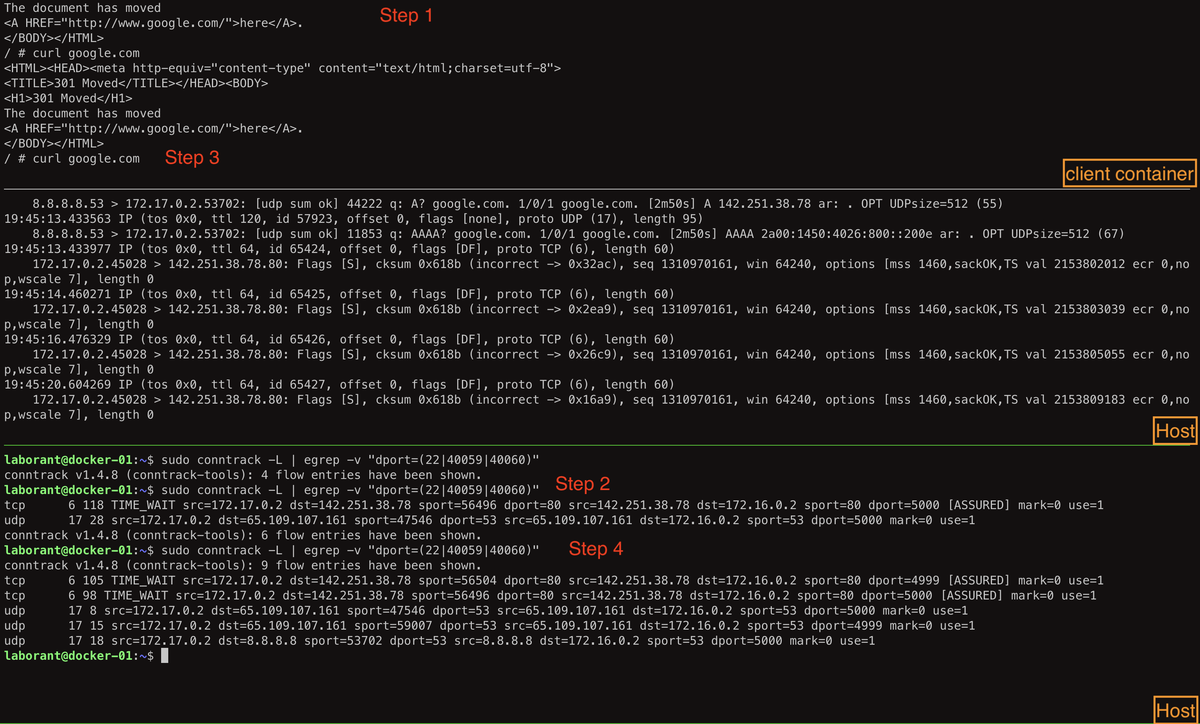 The document has moved
Step 1
<A HREF="http://www.google.com/">here</A>.
</BODY></HTML>
/ # curl google.com
<HTML><HEAD><meta http-equiv="content-type" content="text/html;charset=utf-8">
<TITLE>301 Moved</TITLE></HEAD><BODY>
<H1>301 Moved</H1>
The document has moved
<A HREF="http://www.google.com/">here</A>.
</BODY></HTML>
/ # curl google.com
Step 3
client container
8.8.8.8.53 > 172.17.0.2.53702: [udp sum ok] 44222 q: A? google.com. 1/0/1 google.com. [2m50s] A 142.251.38.78 ar: . OPT UDPsize=512 (55)
19:45:13.433563 IP (tos 0x0, ttl 120, id 57923, offset 0, flags [none], proto UDP (17), length 95)
8.8.8.8.53 > 172.17.0.2.53702: [udp sum ok] 11853 q: AAAA? google.com. 1/0/1 google.com. [2m50s] AAAA 2a00:1450:4026:800::200e ar: . OPT UDPsize=512 (67)
19:45:13.433977 IP (tos 0x0, ttl 64, id 65424, offset 0, flags [DF], proto TCP (6), length 60)
172.17.0.2.45028 > 142.251.38.78.80: Flags [S], cksum 0x618b (incorrect -> 0x32ac), seq 1310970161, win 64240, options [mss 1460,sackOK,TS val 2153802012 ecr 0,no
p,wscale 7], length 0
19:45:14.460271 IP (tos 0x0, ttl 64, id 65425, offset 0, flags [DF], proto TCP (6), length 60)
172.17.0.2.45028 > 142.251.38.78.80: Flags [S], cksum 0x618b (incorrect -> 0x2ea9), seq 1310970161, win 64240, options [mss 1460,sackOK,TS val 2153803039 ecr 0,no
p,wscale 7], length 0
19:45:16.476329 IP (tos 0x0, ttl 64, id 65426, offset 0, flags [DF], proto TCP (6), length 60)
172.17.0.2.45028 > 142.251.38.78.80: Flags [S], cksum 0x618b (incorrect -> 0x26c9), seq 1310970161, win 64240, options [mss 1460,sackOK,TS val 2153805055 ecr 0,no
p,wscale 7], length 0
19:45:20.604269 IP (tos 0x0, ttl 64, id 65427, offset 0, flags [DF], proto TCP (6), length 60)
172.17.0.2.45028 > 142.251.38.78.80: Flags [S], cksum 0x618b (incorrect -> 0x16a9), seq 1310970161, win 64240, options [mss 1460,sackOK,TS val 2153809183 ecr 0,no
p,wscale 7], length 0
Host
laborant@docker-01:~$ sudo conntrack -L | egrep -v "dport=(22|40059|40060)"
conntrack v1.4.8 (conntrack-tools): 4 flow entries have been shown.
laborant@docker-01:~$ sudo conntrack -L | egrep -v "dport=(22|40059|40060)"
Step 2
tcp 6 118 TIME_WAIT src=172.17.0.2 dst=142.251.38.78 sport=56496 dport=80 src=142.251.38.78 dst=172.16.0.2 sport=80 dport=5000 [ASSURED] mark=0 use=1
udp 17 28 src=172.17.0.2 dst=65.109.107.161 sport=47546 dport=53 src=65.109.107.161 dst=172.16.0.2 sport=53 dport=5000 mark=0 use=1
conntrack v1.4.8 (conntrack-tools): 6 flow entries have been shown.
laborant@docker-01:~$ sudo conntrack -L | egrep -v "dport=(22|40059|40060)"
Step 4
conntrack v1.4.8 (conntrack-tools): 9 flow entries have been shown.
tcp 6 105 TIME_WAIT src=172.17.0.2 dst=142.251.38.78 sport=56504 dport=80 src=142.251.38.78 dst=172.16.0.2 sport=80 dport=4999 [ASSURED] mark=0 use=1
tcp 6 98 TIME_WAIT src=172.17.0.2 dst=142.251.38.78 sport=56496 dport=80 src=142.251.38.78 dst=172.16.0.2 sport=80 dport=5000 [ASSURED] mark=0 use=1
udp 17 8 src=172.17.0.2 dst=65.109.107.161 sport=47546 dport=53 src=65.109.107.161 dst=172.16.0.2 sport=53 dport=5000 mark=0 use=1
udp 17 15 src=172.17.0.2 dst=65.109.107.161 sport=59007 dport=53 src=65.109.107.161 dst=172.16.0.2 sport=53 dport=4999 mark=0 use=1
udp 17 18 src=172.17.0.2 dst=8.8.8.8 sport=53702 dport=53 src=8.8.8.8 dst=172.16.0.2 sport=53 dport=5000 mark=0 use=1
laborant@docker-01:~$
Host